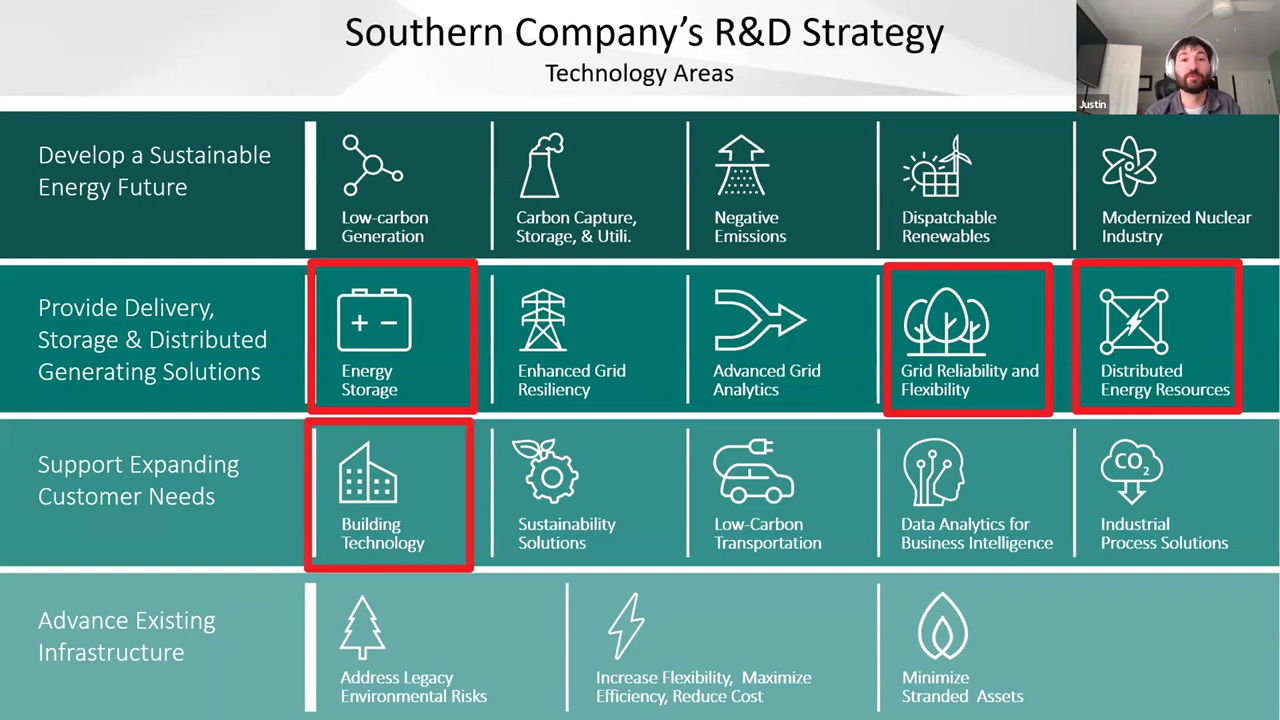 Southern Company's R&D Strategy
Technology Areas
Justin
Develop a Sustainable
Energy Future
Low-carbon
Generation
Carbon Capture,
Storage, & Utili.
Negative
Emissions
Dispatchable
Renewables
Modernized Nuclear
Industry
Provide Delivery,
Storage & Distributed
Generating Solutions
Energy
Storage
Enhanced Grid
Resiliency
Advanced Grid
Analytics
Grid Reliability and
Flexibility
Distributed
Energy Resources
Support Expanding
Customer Needs
Building
Technology
Sustainability
Solutions
Low-Carbon
Transportation
Data Analytics for
Business Intelligence
CO2
Industrial
Process Solutions
Advance Existing
Infrastructure
Address Legacy
Environmental Risks
Increase Flexibility, Maximize
Efficiency, Reduce Cost
Minimize
Stranded Assets